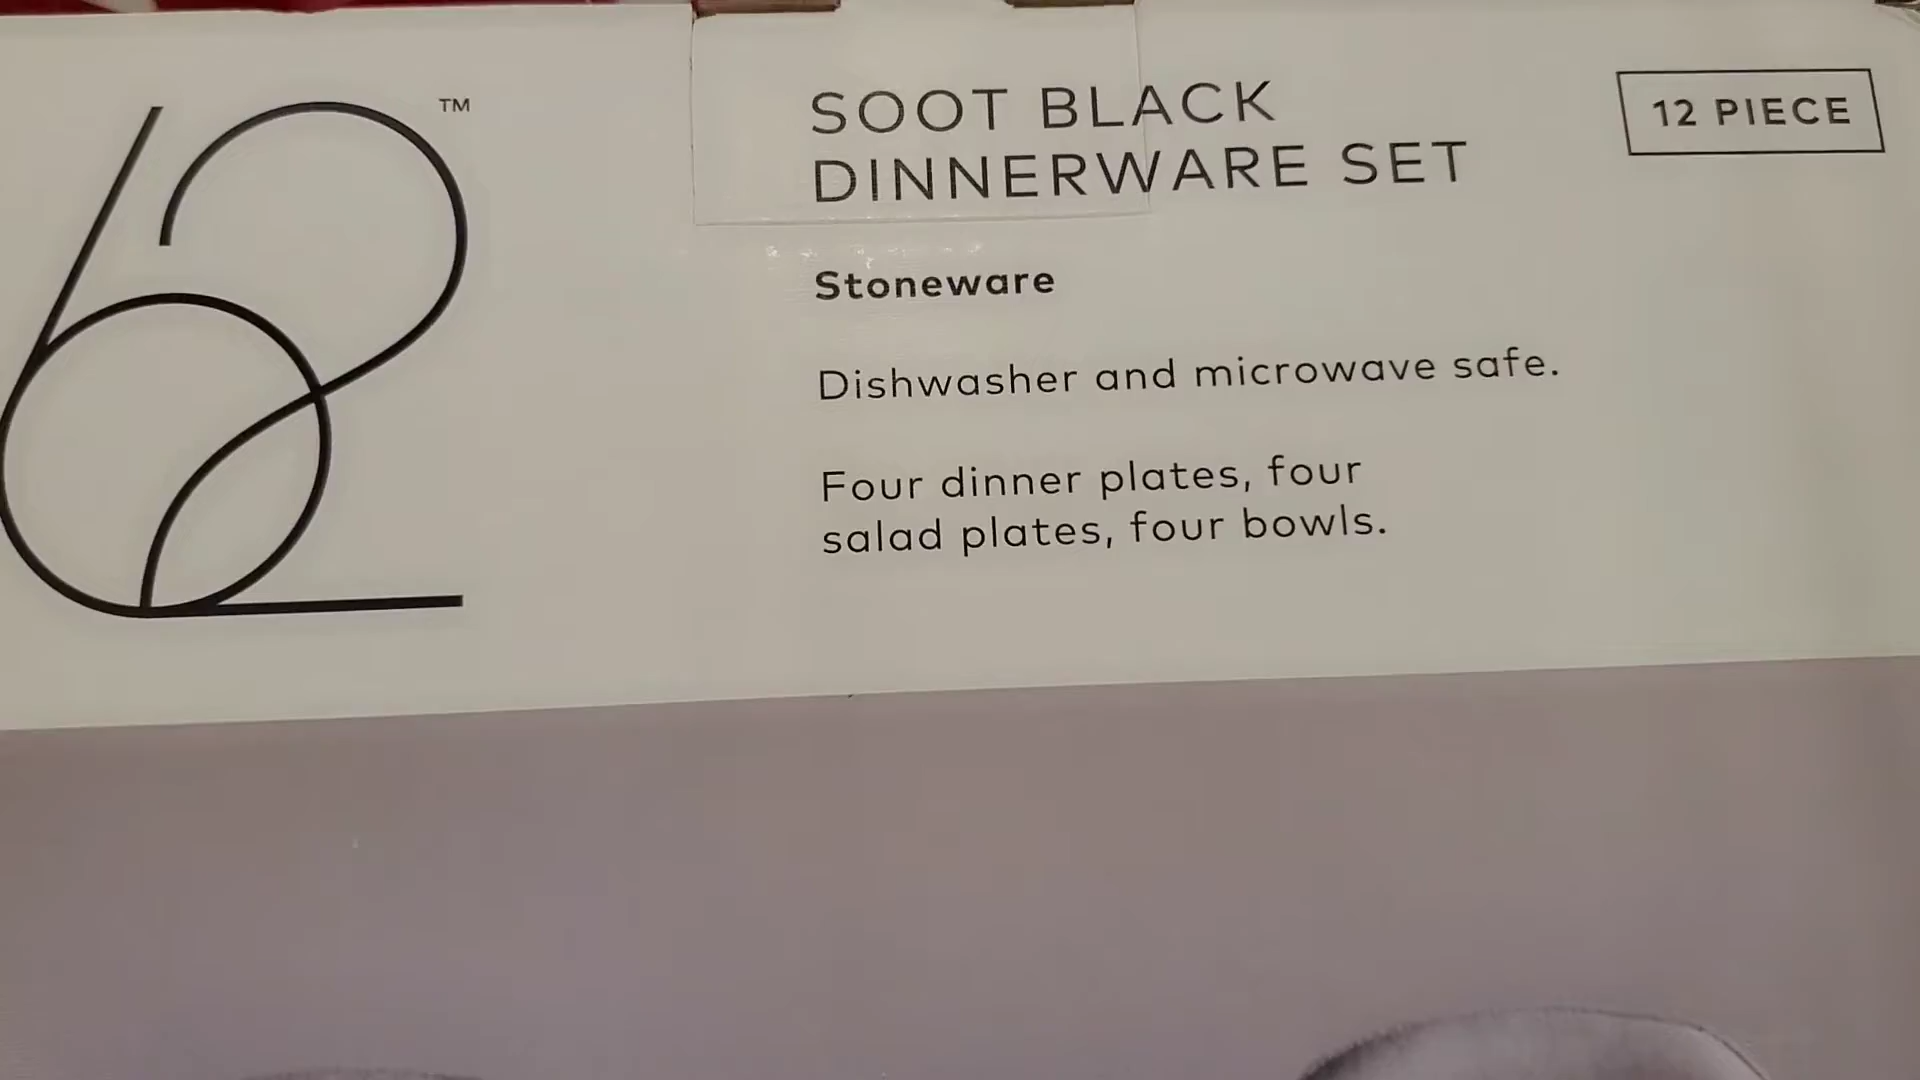 62
TM
SOOT BLACK
DINNERWARE SET
12 PIECE
Stoneware
Dishwasher and microwave safe.
Four dinner plates, four
salad plates, four bowls.